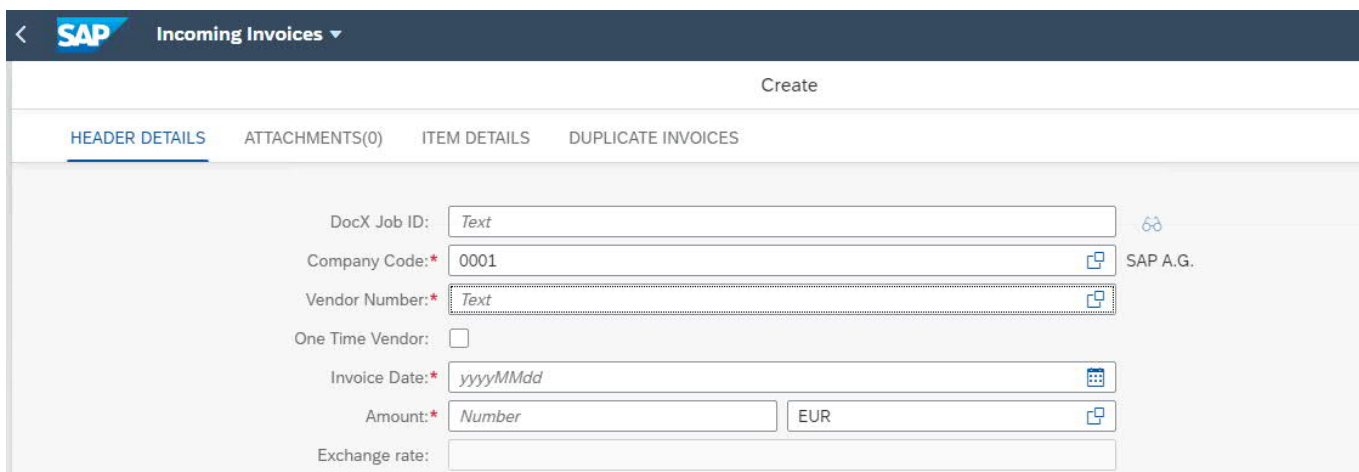 SAP Incoming Invoices
Create
HEADER DETAILS ATTACHMENTS(0) ITEM DETAILS DUPLICATE INVOICES
DocX Job ID: Text
Company Code:* 0001 SAP A.G.
Vendor Number:* Text
One Time Vendor:
Invoice Date:* yyyyMMdd
Amount:* Number EUR
Exchange rate: